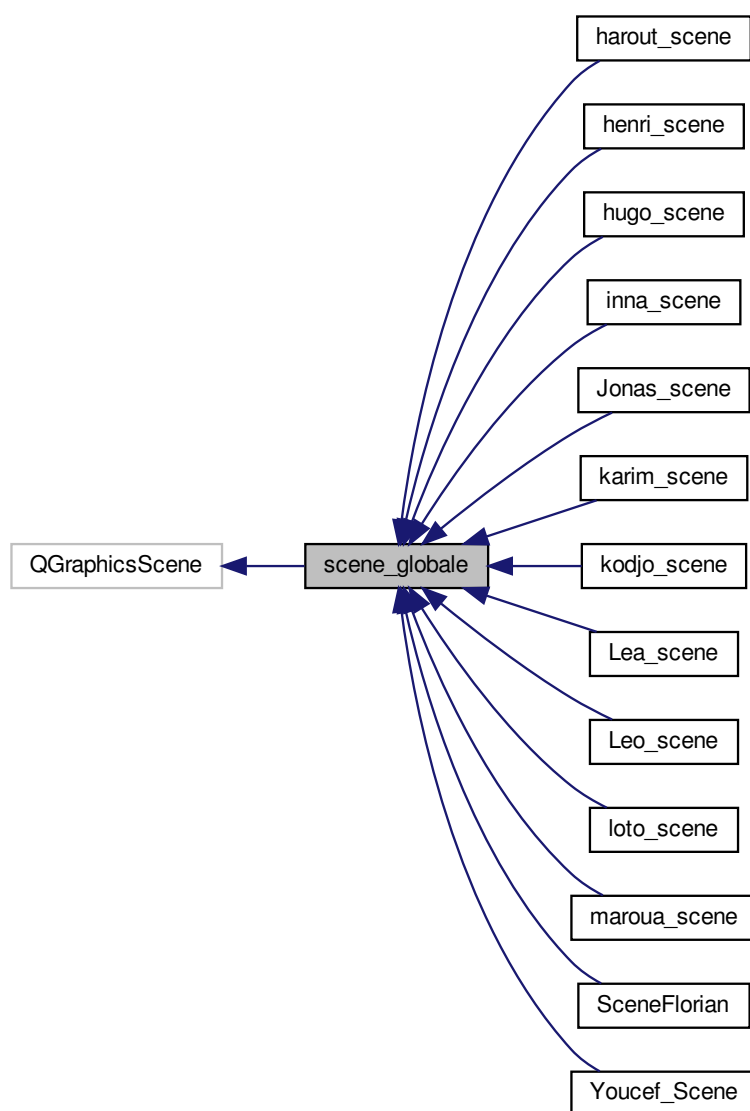 harout_scene
henri_scene
hugo_scene
inna_scene
Jonas_scene
karim_scene
QGraphicsScene
scene_globale
kodjo_scene
Lea_scene
Leo_scene
loto_scene
maroua_scene
SceneFlorian
Youcef_Scene